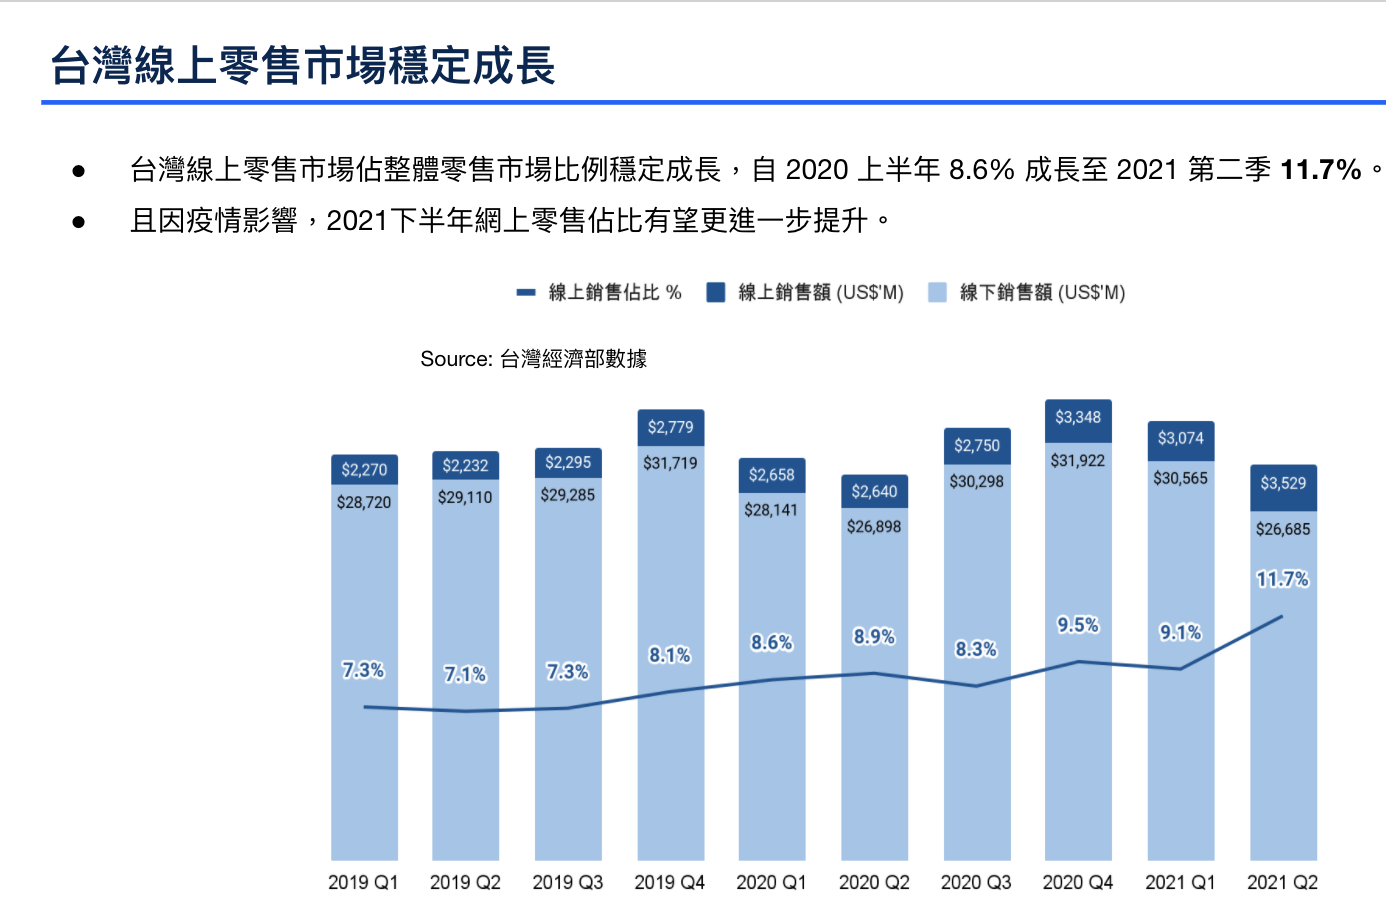 台灣線上零售市場穩定成長
● 台灣線上零售市場佔整體零售市場比例穩定成長，自 2020 上半年 8.6% 成長至 2021 第二季 11.7%。
● 且因疫情影響，2021下半年網上零售佔比有望更進一步提升。
線上銷售佔比 % 線上銷售額 (US$'M) 線下銷售額 (US$'M)
Source: 台灣經濟部數據
$2,270 $2,232 $2,295 $2,779 $2,658 $2,640 $2,750 $3,348 $3,074 $3,529
$28,720 $29,110 $29,285 $31,719 $28,141 $26,898 $30,298 $31,922 $30,565 $26,685
7.3% 7.1% 7.3% 8.1% 8.6% 8.9% 8.3% 9.5% 9.1% 11.7%
2019 Q1 2019 Q2 2019 Q3 2019 Q4 2020 Q1 2020 Q2 2020 Q3 2020 Q4 2021 Q1 2021 Q2